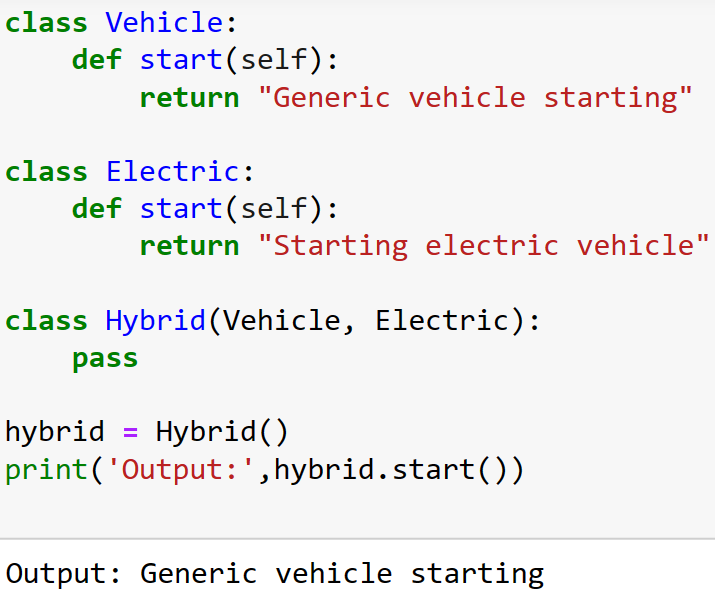 class Vehicle:
    def start(self):
        return "Generic vehicle starting"
class Electric:
    def start(self):
        return "Starting electric vehicle"
class Hybrid(Vehicle, Electric):
    pass
hybrid = Hybrid()
print('Output:',hybrid.start())
Output: Generic vehicle starting